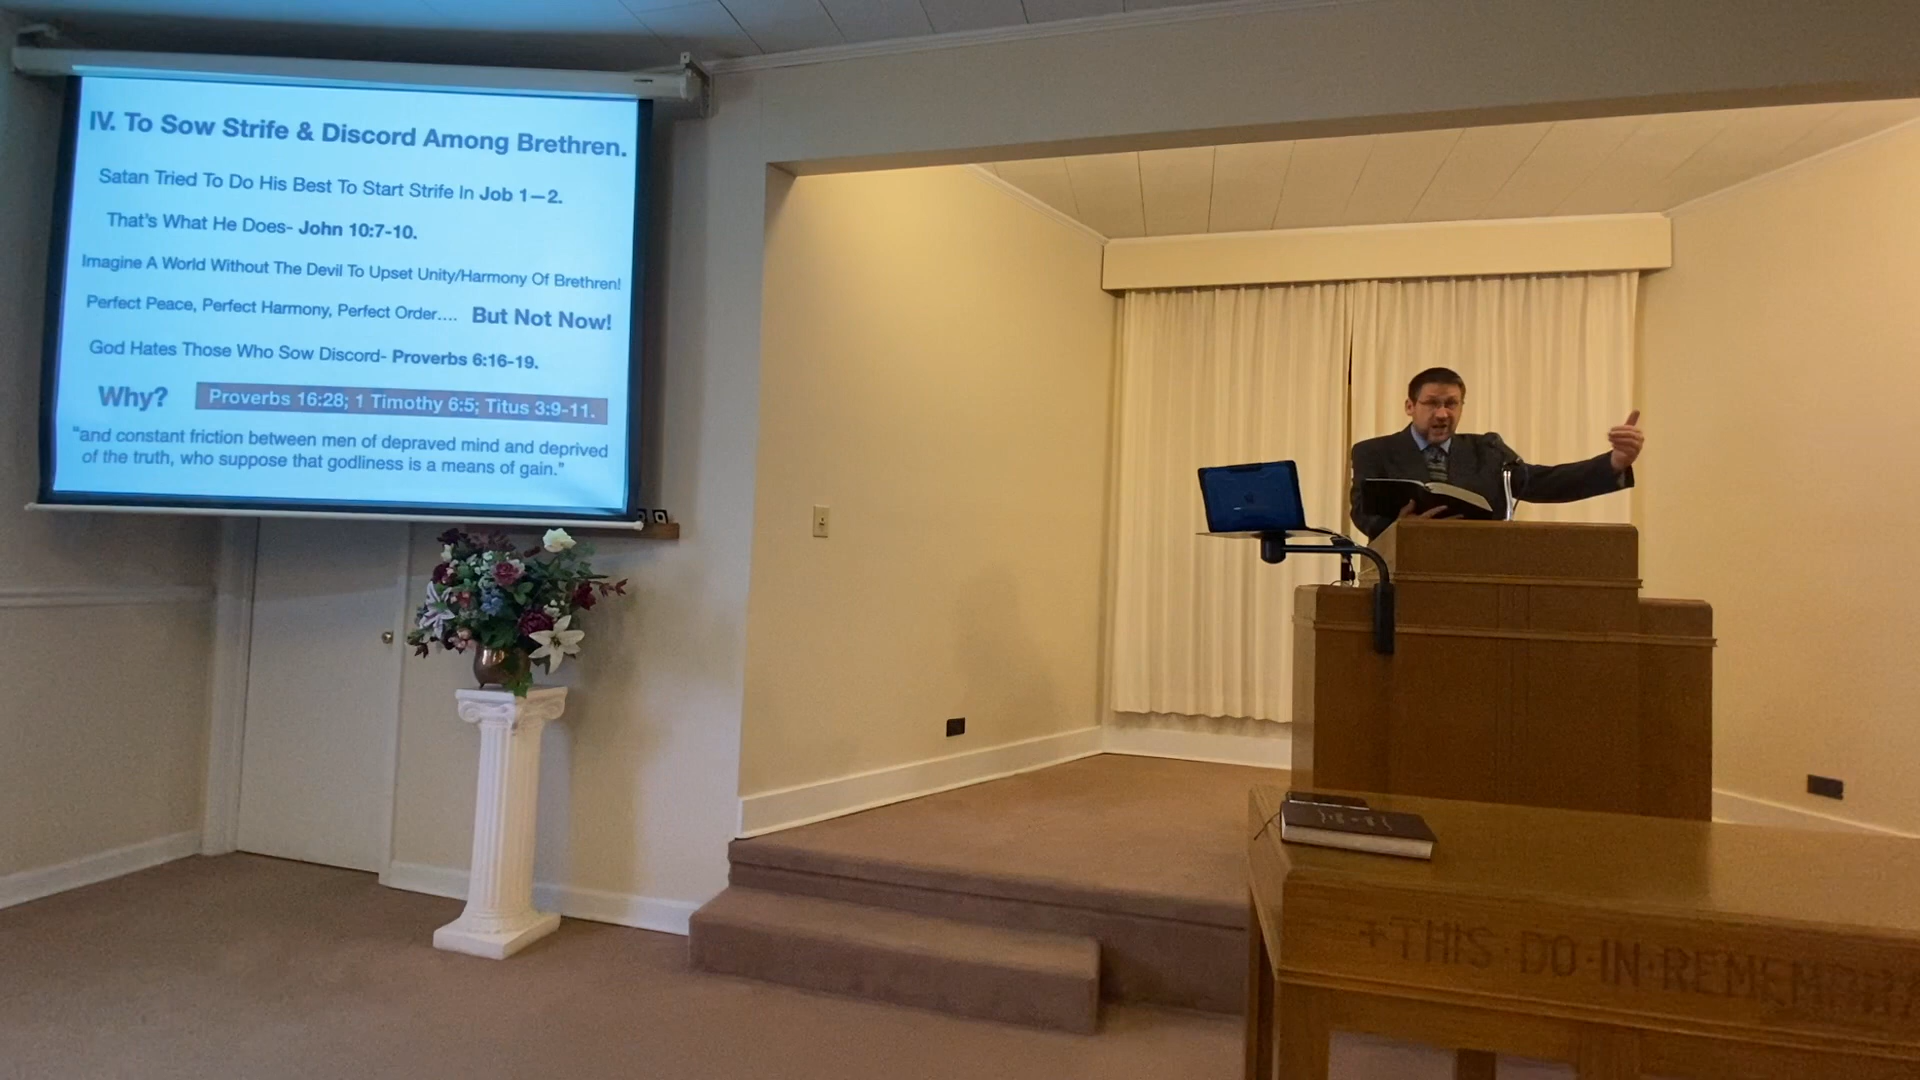 IV. To Sow Strife & Discord Among Brethren.
Satan Tried To Do His Best To Start Strife In Job 1—2.
That's What He Does- John 10:7-10.
Imagine A World Without The Devil To Upset Unity/Harmony Of Brethren!
Perfect Peace, Perfect Harmony, Perfect Order.... But Not Now!
God Hates Those Who Sow Discord- Proverbs 6:16-19.
Why? Proverbs 16:28; 1 Timothy 6:5; Titus 3:9-11.
"and constant friction between men of depraved mind and deprived
of the truth, who suppose that godliness is a means of gain."
+THIS·DO·IN·REMEM